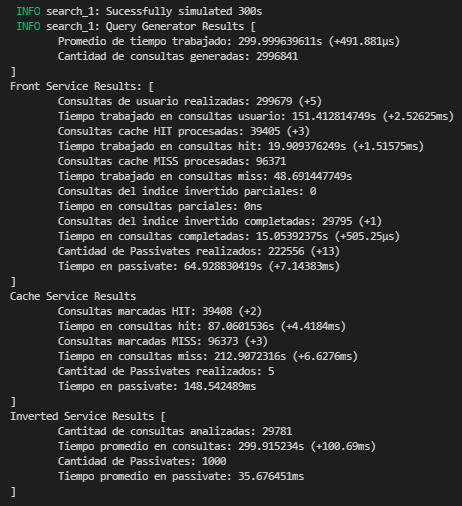 INFO search_1: Sucessfully simulated 300s
INFO search_1: Query Generator Results [
Promedio de tiempo trabajado: 299.999639611s (+491.881µs)
Cantidad de consultas generadas: 2996841
]
Front Service Results: [
Consultas de usuario realizadas: 299679 (+5)
Tiempo trabajado en consultas usuario: 151.412814749s (+2.52625ms)
Consultas cache HIT procesadas: 39405 (+3)
Tiempo trabajado en consultas hit: 19.909376249s (+1.51575ms)
Consultas cache MISS procesadas: 96371
Tiempo trabajado en consultas miss: 48.691447749s
Consultas del indice invertido parciales: 0
Tiempo en consultas parciales: 0ns
Consultas del indice invertido completadas: 29795 (+1)
Tiempo en consultas completadas: 15.05392375s (+505.25µs)
Cantidad de Passivates realizados: 222556 (+13)
Tiempo en passivate: 64.928830419s (+7.14383ms)
]
Cache Service Results
Consultas marcadas HIT: 39408 (+2)
Tiempo en consultas hit: 87.0601536s (+4.4184ms)
Consultas marcadas MISS: 96373 (+3)
Tiempo en consultas miss: 212.9072316s (+6.6276ms)
Cantidad de Passivates realizados: 5
Tiempo en passivate: 148.542489ms
]
Inverted Service Results [
Cantidad de consultas analizadas: 29781
Tiempo promedio en consultas: 299.915234s (+100.69ms)
Cantidad de Passivates: 1000
Tiempo promedio en passivate: 35.676451ms
]